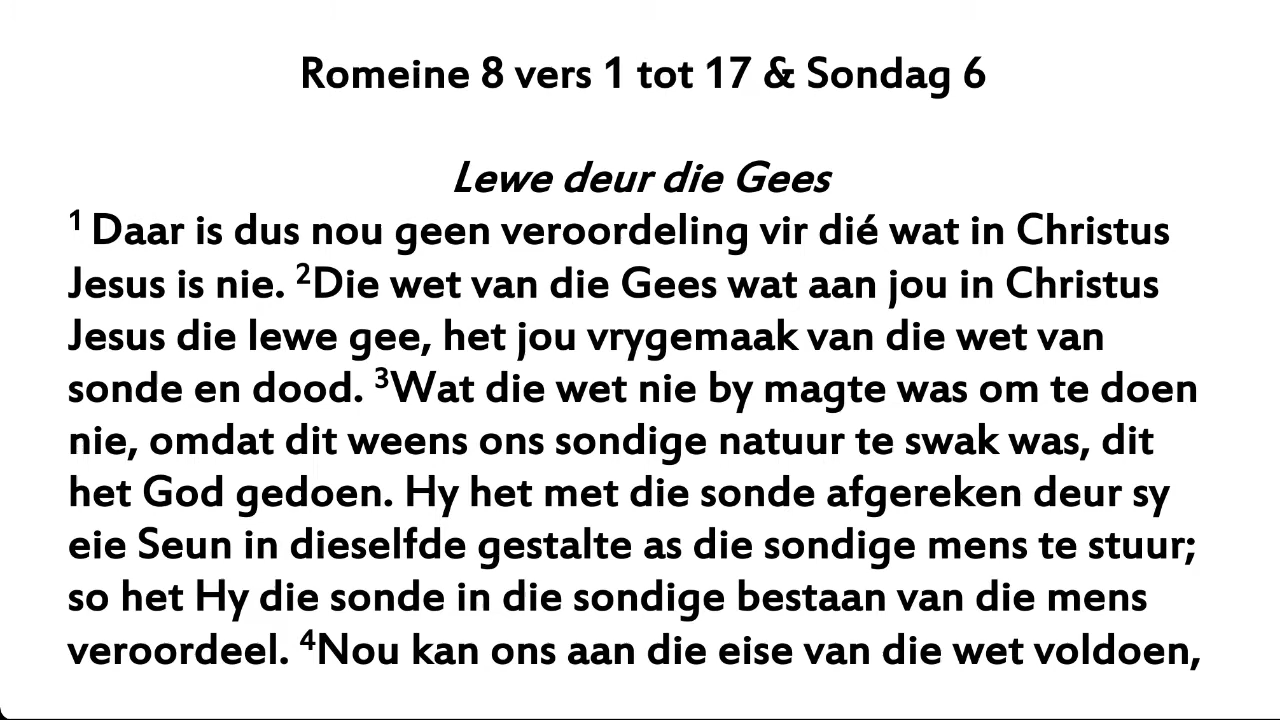 Romeine 8 vers 1 tot 17 & Sondag 6
Lewe deur die Gees
¹ Daar is dus nou geen veroordeling vir dié wat in Christus
Jesus is nie. ²Die wet van die Gees wat aan jou in Christus
Jesus die lewe gee, het jou vrygemaak van die wet van
sonde en dood. ³Wat die wet nie by magte was om te doen
nie, omdat dit weens ons sondige natuur te swak was, dit
het God gedoen. Hy het met die sonde afgereken deur sy
eie Seun in dieselfde gestalte as die sondige mens te stuur;
so het Hy die sonde in die sondige bestaan van die mens
veroordeel. ⁴Nou kan ons aan die eise van die wet voldoen,